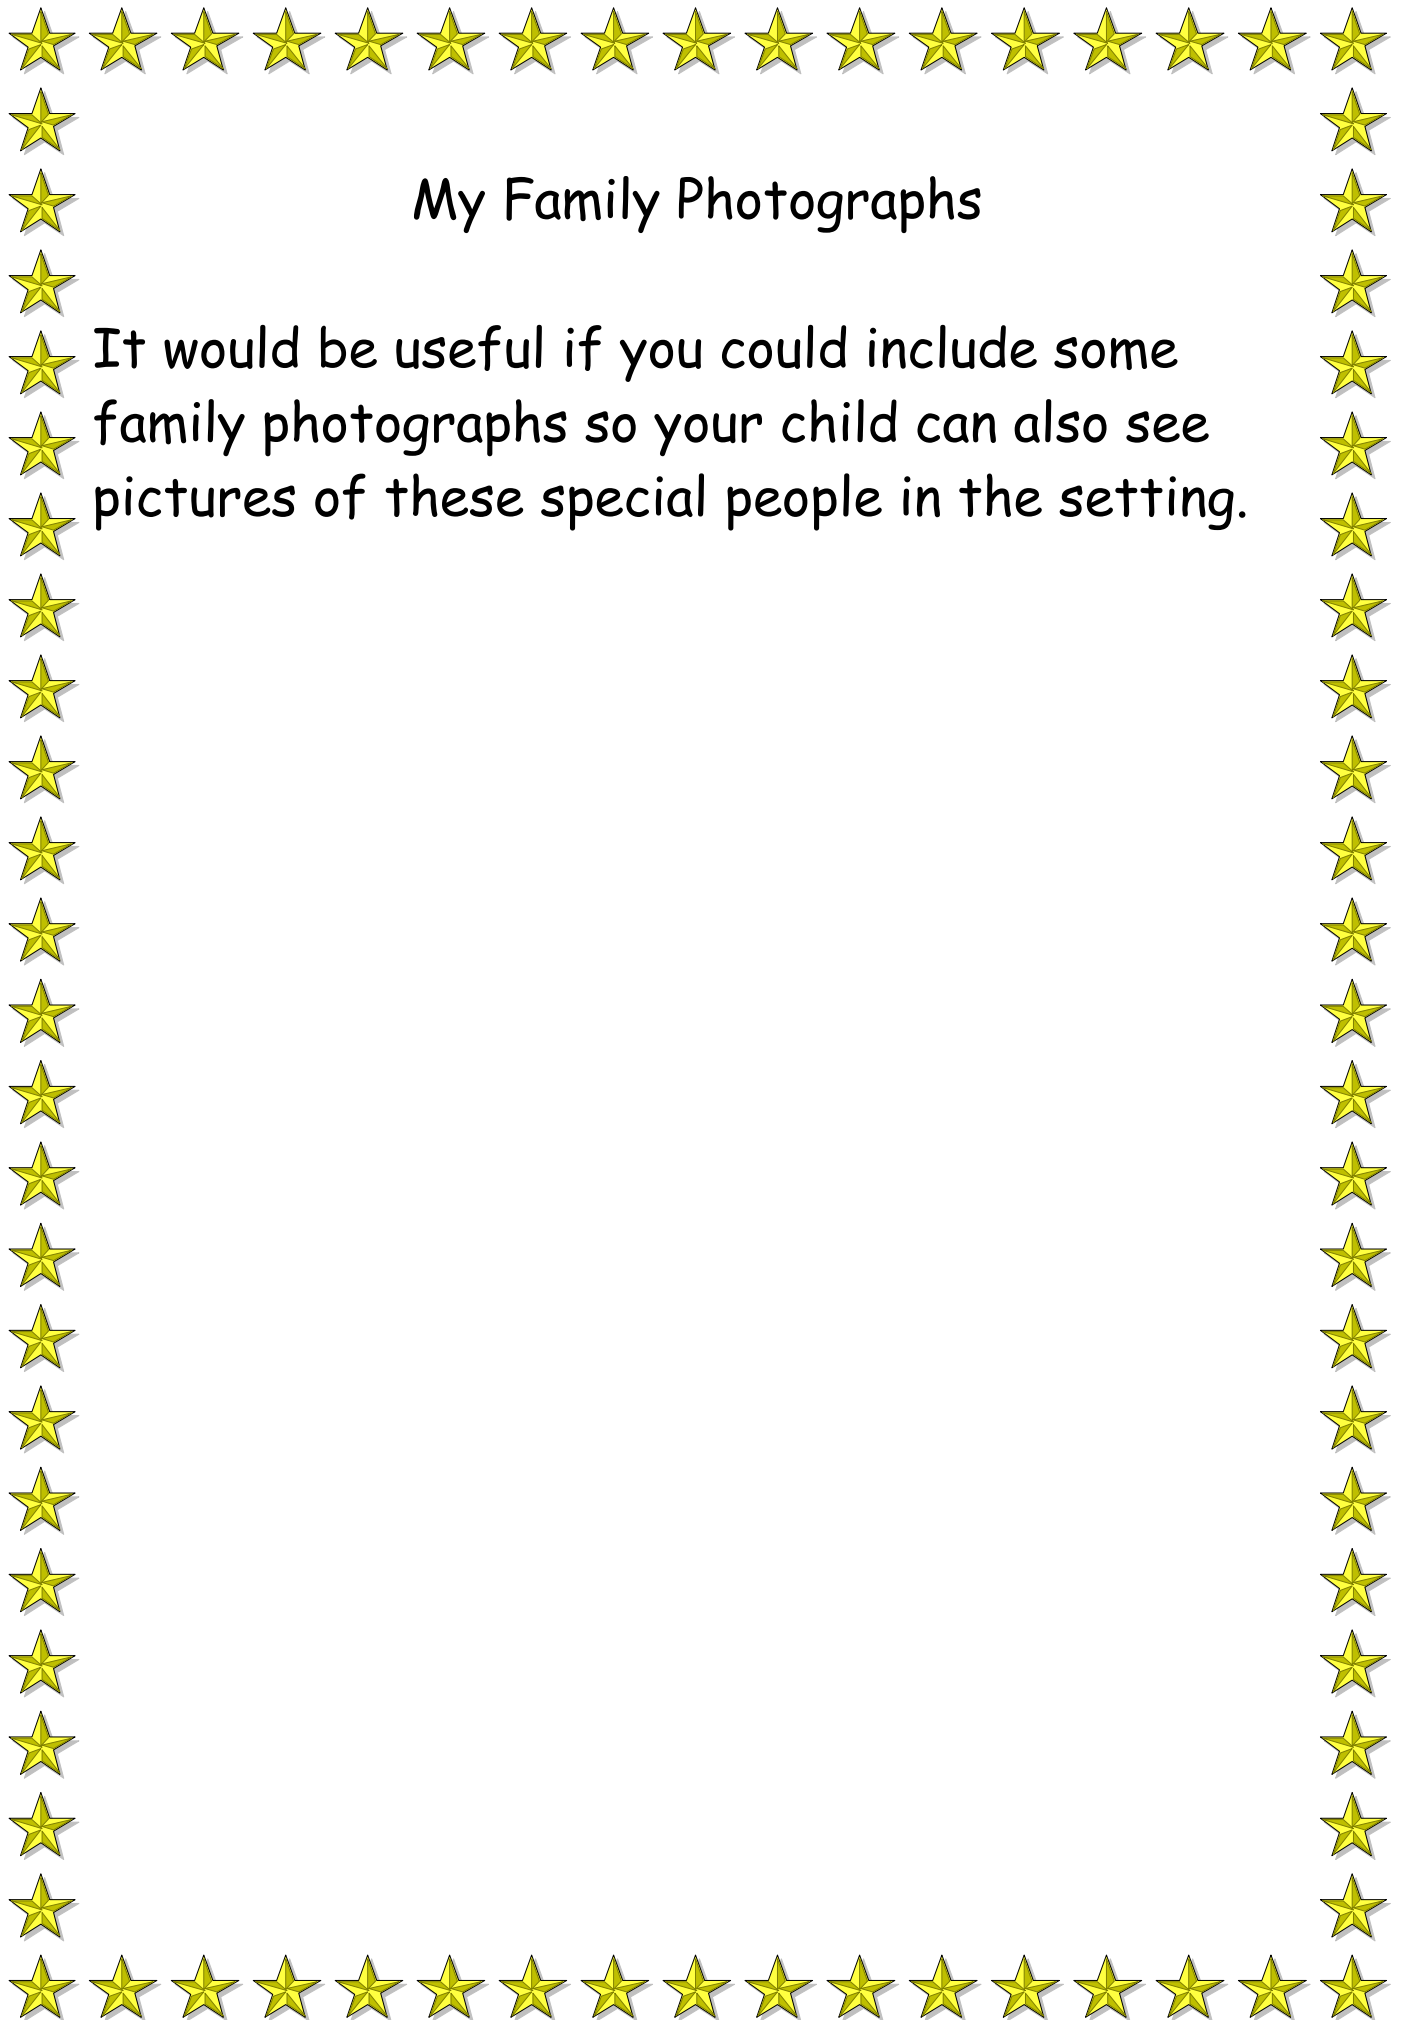 My Family Photographs
It would be useful if you could include some
family photographs so your child can also see
pictures of these special people in the setting.